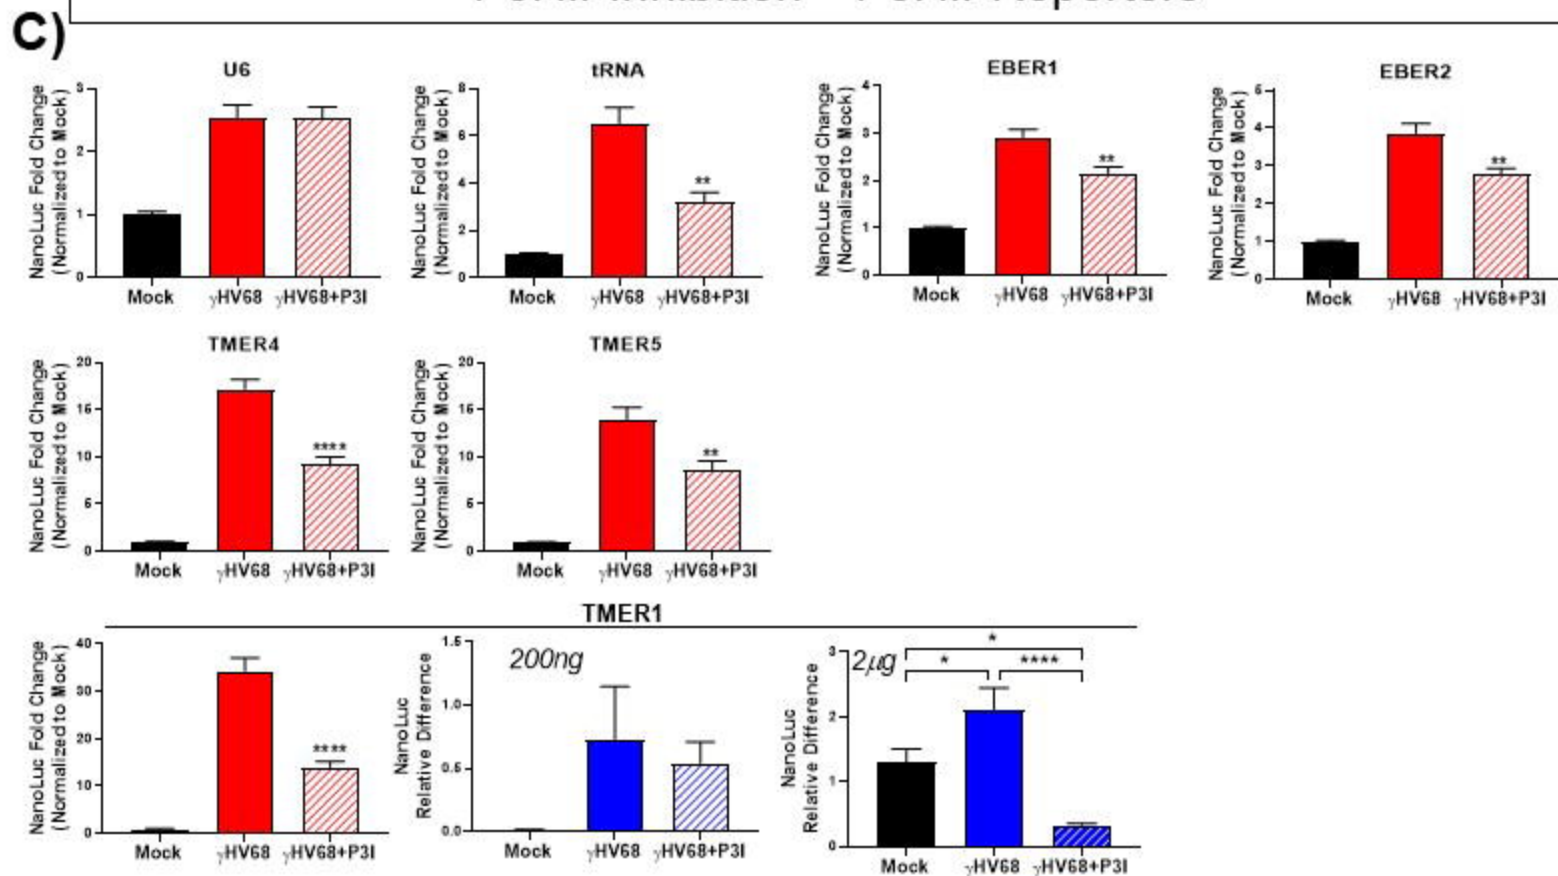 C)
U6
NanoLuc Fold Change
(Normalized to Mock)
3
2
1
0
Mock γHV68 γHV68+P3I
tRNA
NanoLuc Fold Change
(Normalized to Mock)
8
6
4
2
0
**
Mock γHV68 γHV68+P3I
EBER1
NanoLuc Fold Change
(Normalized to Mock)
4
3
2
1
0
**
Mock γHV68 γHV68+P3I
EBER2
NanoLuc Fold Change
(Normalized to Mock)
5
4
3
2
1
0
**
Mock γHV68 γHV68+P3I
TMER4
NanoLuc Fold Change
(Normalized to Mock)
20
15
10
5
0
****
Mock γHV68 γHV68+P3I
TMER5
NanoLuc Fold Change
(Normalized to Mock)
20
15
10
5
0
**
Mock γHV68 γHV68+P3I
TMER1
NanoLuc Fold Change
(Normalized to Mock)
40
30
20
10
0
****
Mock γHV68 γHV68+P3I
NanoLuc
Relative Difference
1.5
1.0
0.5
0.0
200ng
Mock γHV68 γHV68+P3I
NanoLuc
Relative Difference
3
2
1
0
2µg
*
* ****
Mock γHV68 γHV68+P3I